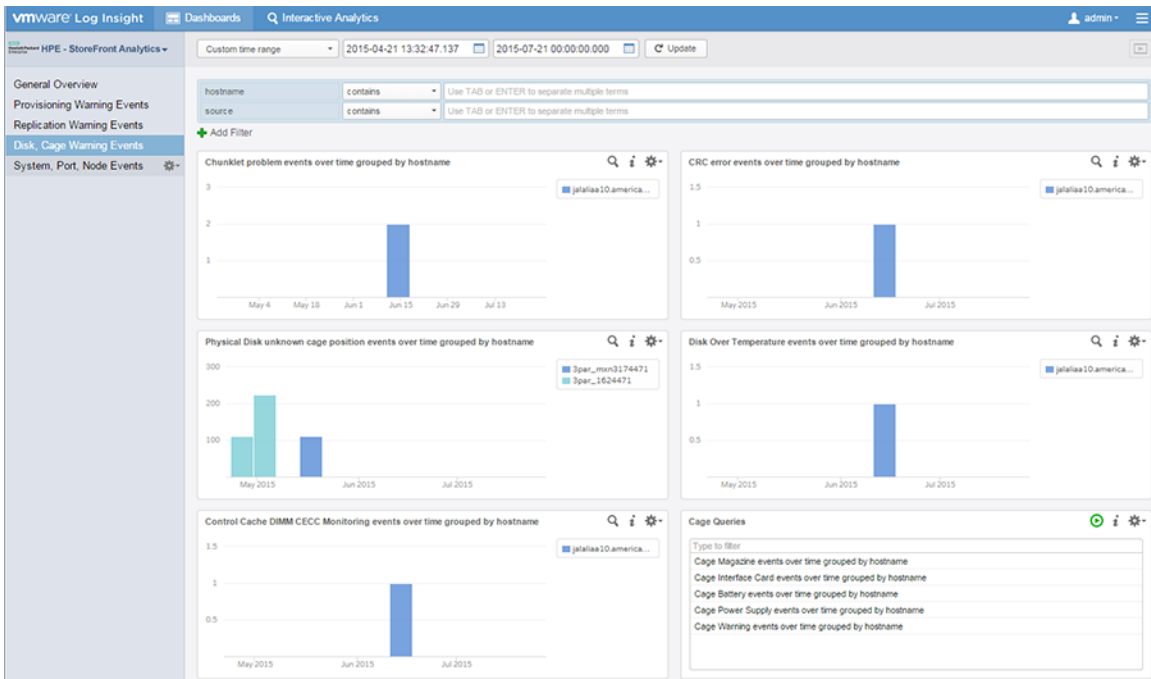 vmware Log Insight Dashboards Interactive Analytics admin
HPE - StoreFront Analytics
Custom time range 2015-04-21 13:32:47.137 2015-07-21 00:00:00.000 Update
General Overview
Provisioning Warning Events
Replication Warning Events
Disk, Cage Warning Events
System, Port, Node Events
hostname contains Use TAB or ENTER to separate multiple terms
source contains Use TAB or ENTER to separate multiple terms
Add Filter
Chunklet problem events over time grouped by hostname
3
2
1
May 4 May 18 Jun 1 Jun 15 Jun 29 Jul 13
jalaliaa10.america...
CRC error events over time grouped by hostname
1.5
1
0.5
May 2015 Jun 2015 Jul 2015
jalaliaa10.america...
Physical Disk unknown cage position events over time grouped by hostname
300
200
100
May 2015 Jun 2015 Jul 2015
3par_mxn3174471
3par_1624471
Disk Over Temperature events over time grouped by hostname
1.5
1
0.5
May 2015 Jun 2015 Jul 2015
jalaliaa10.america...
Control Cache DIMM CECC Monitoring events over time grouped by hostname
1.5
1
0.5
May 2015 Jun 2015 Jul 2015
jalaliaa10.america...
Cage Queries
Type to filter
Cage Magazine events over time grouped by hostname
Cage Interface Card events over time grouped by hostname
Cage Battery events over time grouped by hostname
Cage Power Supply events over time grouped by hostname
Cage Warning events over time grouped by hostname